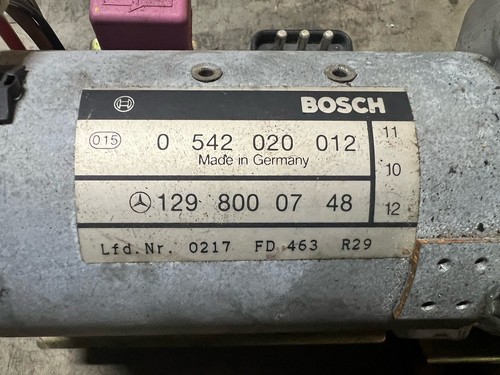 BOSCH
015 0 542 020 012 11
Made in Germany
10
129 800 07 48 12
Lfd.Nr. 0217 FD 463 R29